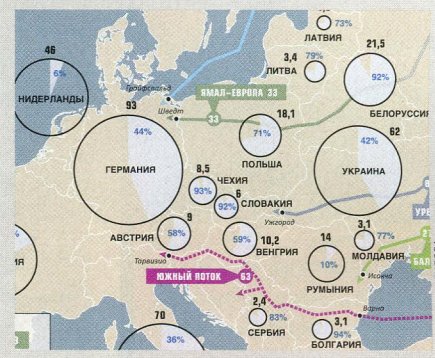 73%
ЛАТВИЯ
3,4
79%
ЛИТВА
21,5
92%
БЕЛОРУССИЯ
46
6%
НИДЕРЛАНДЫ
Грайфсвальд
Шведт
ЯМАЛ-ЕВРОПА 33
33
93
44%
ГЕРМАНИЯ
18,1
71%
ПОЛЬША
62
42%
УКРАИНА
8,5
93%
ЧЕХИЯ
6
92%
СЛОВАКИЯ
Ужгород
9
58%
АВСТРИЯ
59%
10,2
ВЕНГРИЯ
3,1
77%
МОЛДАВИЯ
14
10%
РУМЫНИЯ
Исакча
Тарвизио
ЮЖНЫЙ ПОТОК 63
2,4
83%
СЕРБИЯ
Варна
3,1
94%
БОЛГАРИЯ
70
36%